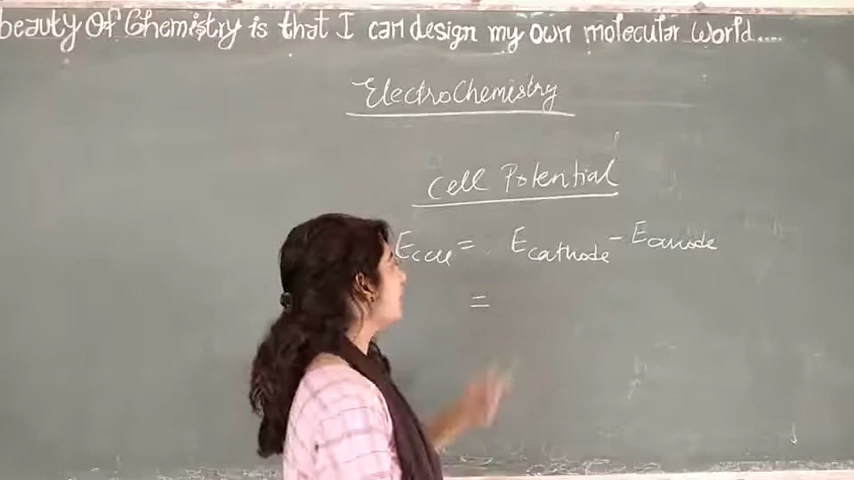 beauty Of Chemistry is that I can design my own molecular world....
ElectroChemistry
Cell Potential
Ecell = Ecathode - Eanode
=